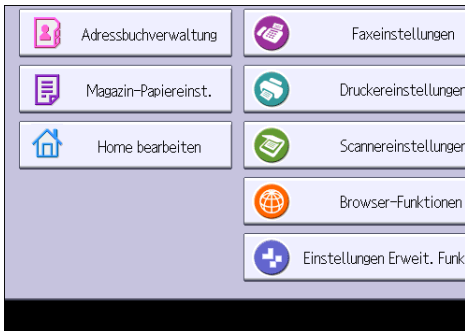 Adressbuchverwaltung
Magazin-Papiereinst.
Home bearbeiten
Faxeinstellungen
Druckereinstellungen
Scannereinstellungen
Browser-Funktionen
Einstellungen Erweit. Funk